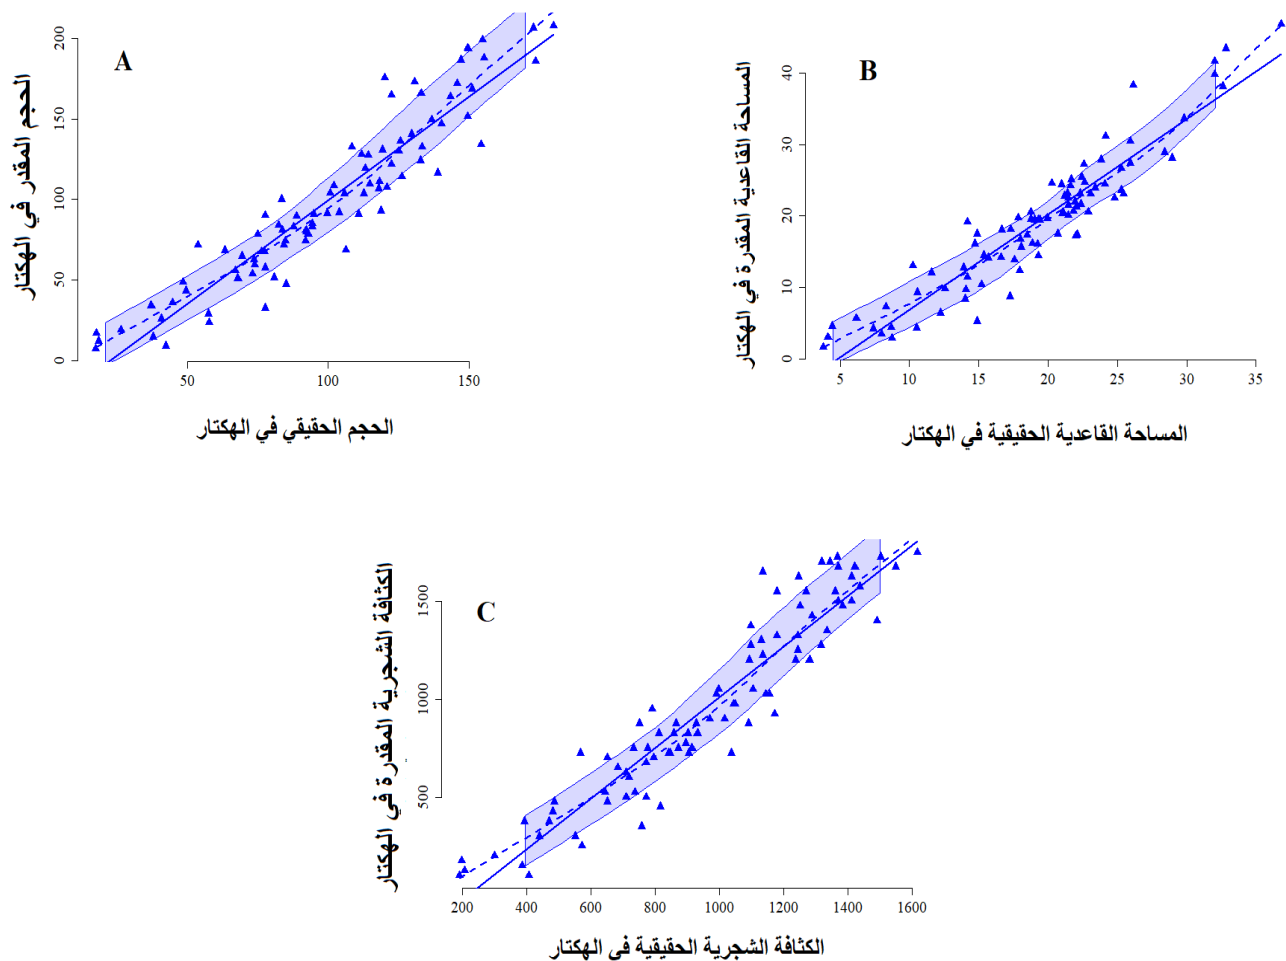 A
الحجم المقدر في الهكتار
200
150
100
50
0
50 100 150
الحجم الحقيقي في الهكتار
B
المساحة القاعدية المقدرة في الهكتار
40
30
20
10
0
5 10 15 20 25 30 35
المساحة القاعدية الحقيقية في الهكتار
C
الكثافة الشجرية المقدرة في الهكتار
1500
1000
500
200 400 600 800 1000 1200 1400 1600
الكثافة الشجرية الحقيقية في الهكتار